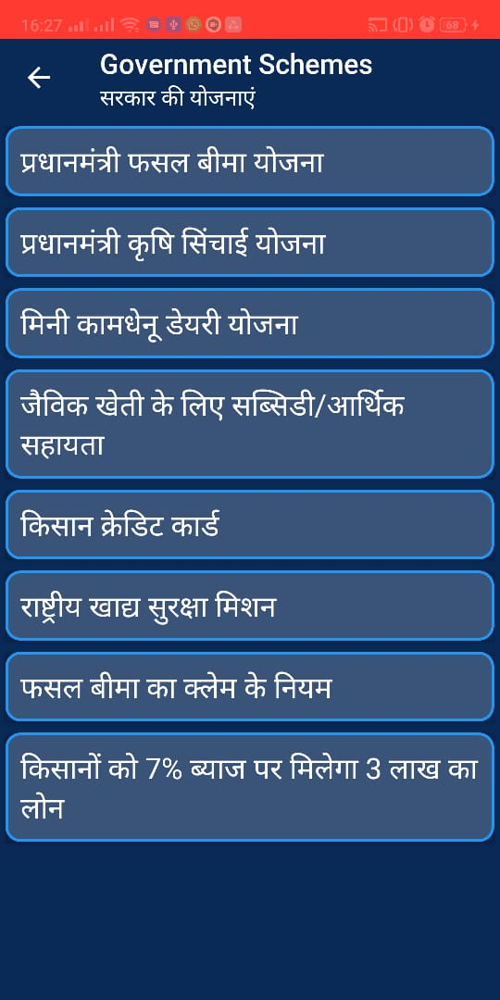 16:27
68
Government Schemes
सरकार की योजनाएं
प्रधानमंत्री फसल बीमा योजना
प्रधानमंत्री कृषि सिंचाई योजना
मिनी कामधेनू डेयरी योजना
जैविक खेती के लिए सब्सिडी/आर्थिक
सहायता
किसान क्रेडिट कार्ड
राष्ट्रीय खाद्य सुरक्षा मिशन
फसल बीमा का क्लेम के नियम
किसानों को 7% ब्याज पर मिलेगा 3 लाख का
लोन